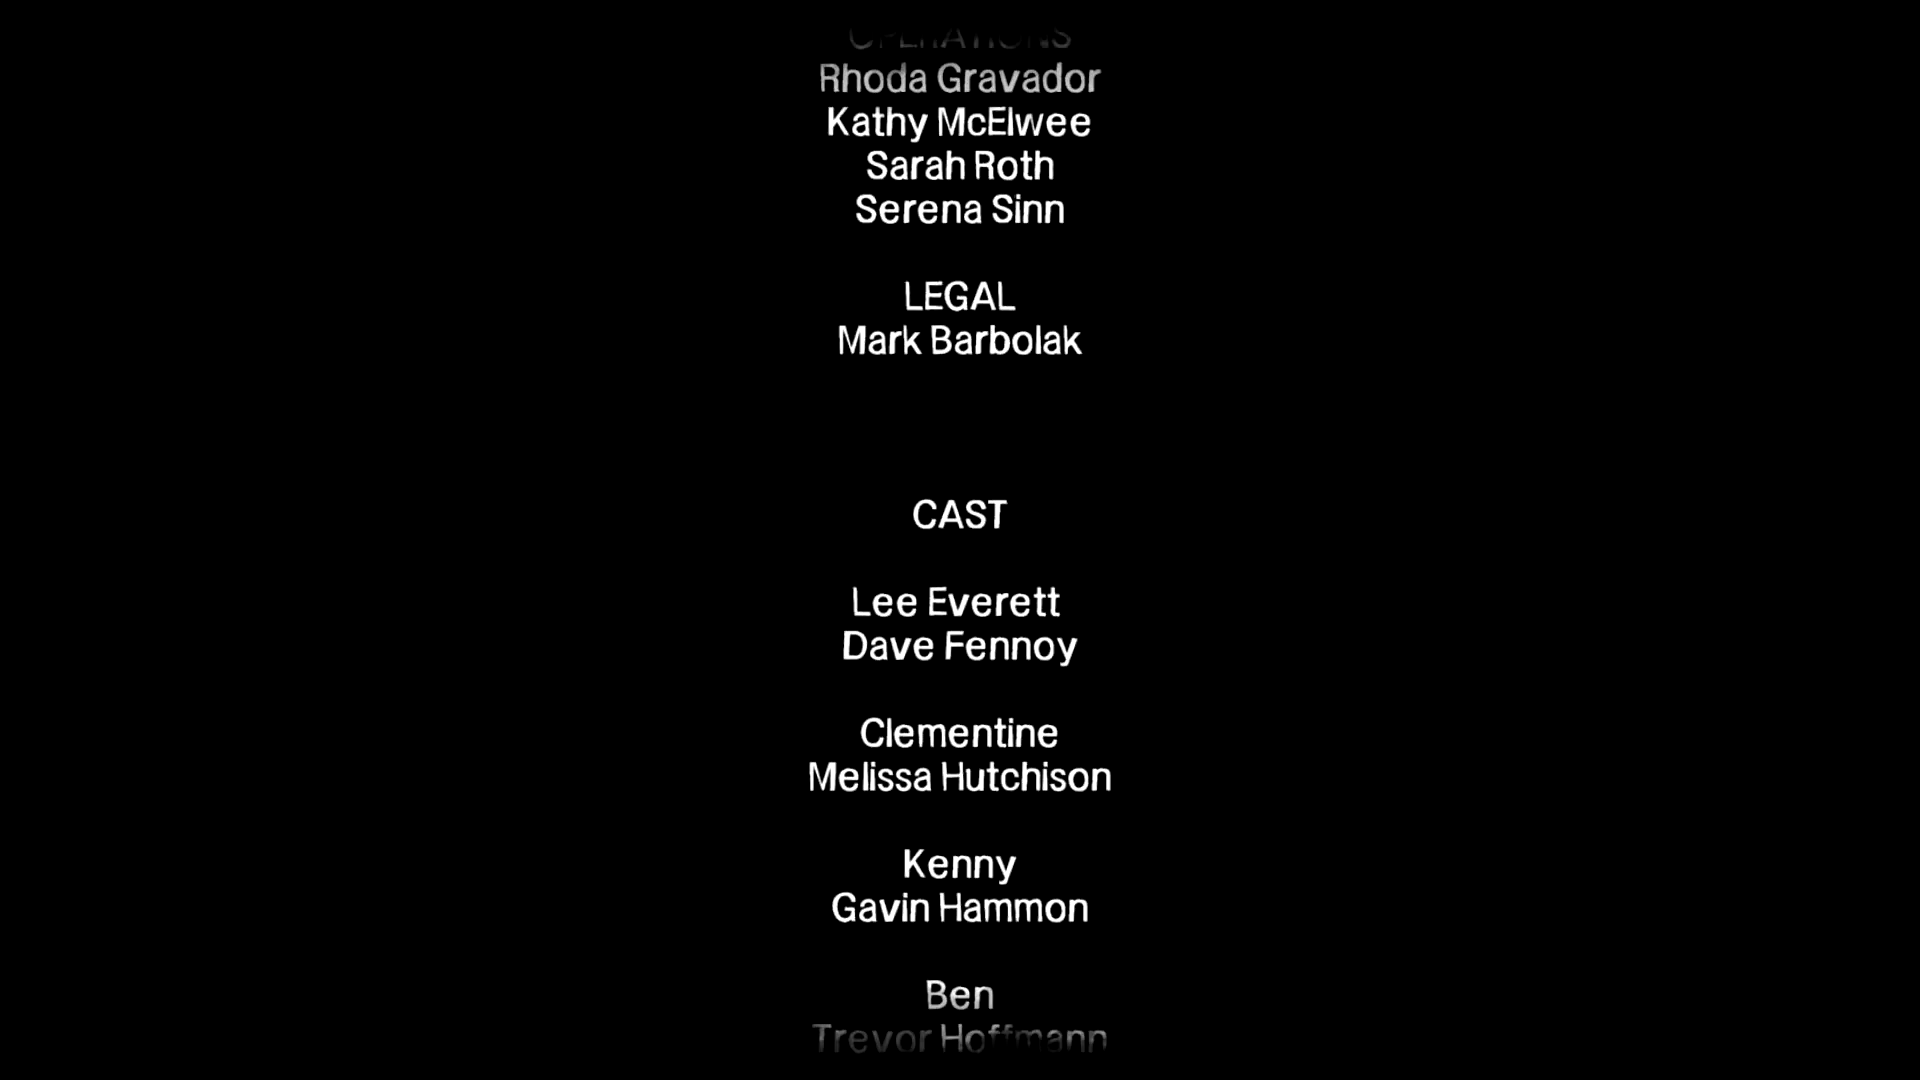 OPERATIONS
Rhoda Gravador
Kathy McElwee
Sarah Roth
Serena Sinn
LEGAL
Mark Barbolak
CAST
Lee Everett
Dave Fennoy
Clementine
Melissa Hutchison
Kenny
Gavin Hammon
Ben
Trevor Hoffmann